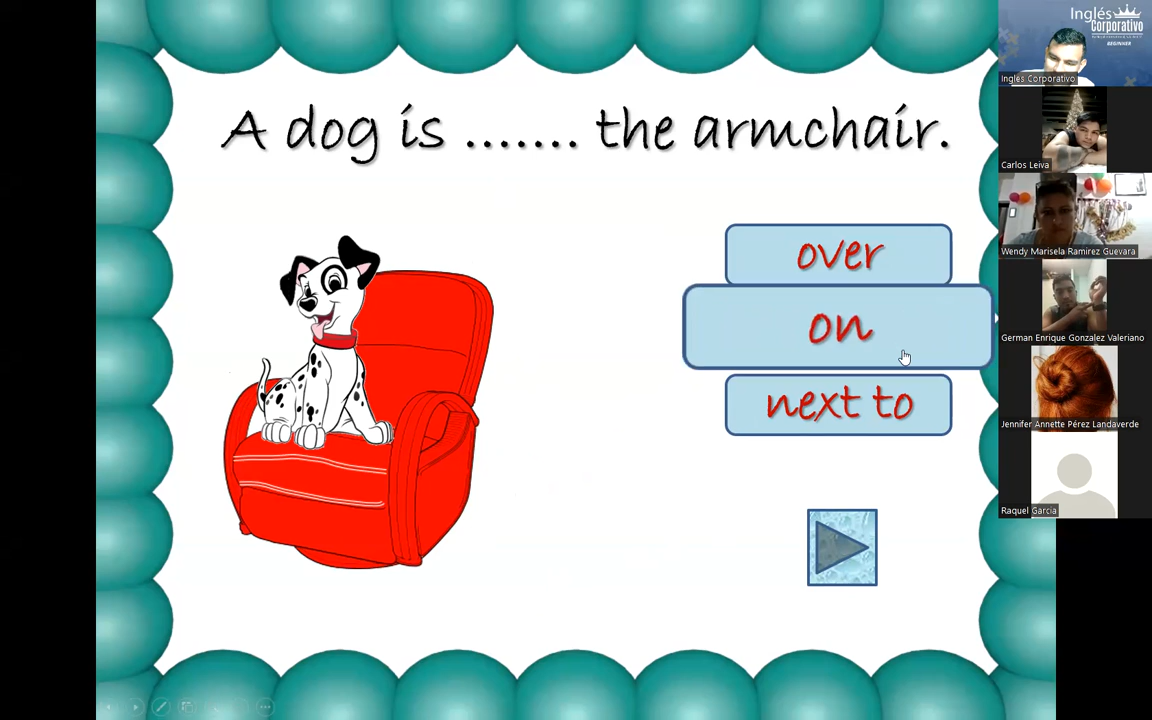 A dog is ....... the armchair.
over
on
next to
Inglés
Corporativo
BEGINNER
Inglés Corporativo
Carlos Leiva
Wendy Marisela Ramirez Guevara
German Enrique Gonzalez Valeriano
Jennifer Annette Pérez Landaverde
Raquel Garcia